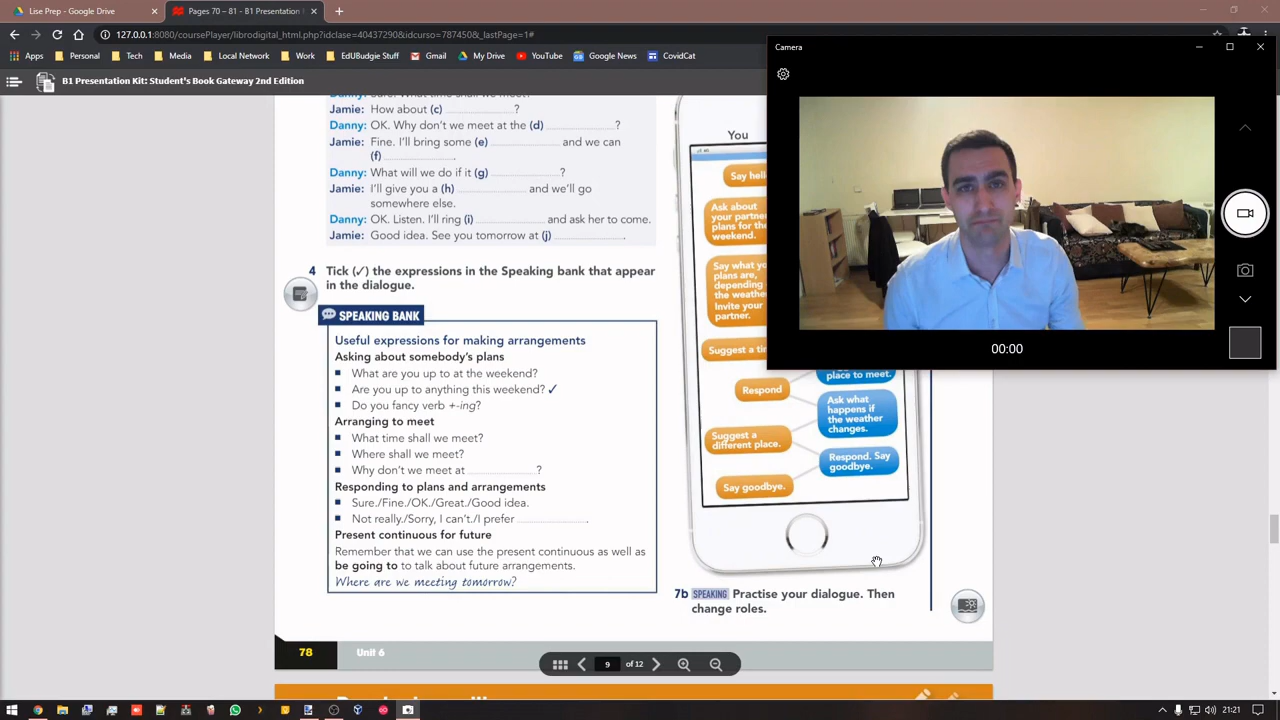 Lise Prep - Google Drive
Pages 70 – 81 - B1 Presentation
127.0.0.1:8080/coursePlayer/librodigital_html.php?idclase=40437290&idcurso=787450&_lastPage=1#
Apps Personal Tech Media Local Network Work EdUBudgie Stuff Gmail My Drive YouTube Google News CovidCat
Camera
B1 Presentation Kit: Student's Book Gateway 2nd Edition
Jamie: How about (c) ?
Danny: OK. Why don't we meet at the (d) ?
Jamie: Fine. I'll bring some (e) and we can
(f) .
Danny: What will we do if it (g) ?
Jamie: I'll give you a (h) and we'll go
somewhere else.
Danny: OK. Listen. I'll ring (i) and ask her to come.
Jamie: Good idea. See you tomorrow at (j) .
4 Tick (✓) the expressions in the Speaking bank that appear
in the dialogue.
SPEAKING BANK
Useful expressions for making arrangements
Asking about somebody's plans
■ What are you up to at the weekend?
■ Are you up to anything this weekend? ✓
■ Do you fancy verb +-ing?
Arranging to meet
■ What time shall we meet?
■ Where shall we meet?
■ Why don't we meet at ?
Responding to plans and arrangements
■ Sure./Fine./OK./Great./Good idea.
■ Not really./Sorry, I can't./I prefer .
Present continuous for future
Remember that we can use the present continuous as well as
be going to to talk about future arrangements.
Where are we meeting tomorrow?
78 Unit 6
You
Say
Ask about
your partner
plans for the
weekend.
Say what
plans are,
depending
the weather
Invite your
partner.
Suggest a
place to meet.
Respond
Ask what
happens if
the weather
changes.
Suggest a
different place.
Respond. Say
goodbye.
Say goodbye.
7b SPEAKING Practise your dialogue. Then
change roles.
00:00
9 of 12
21:21